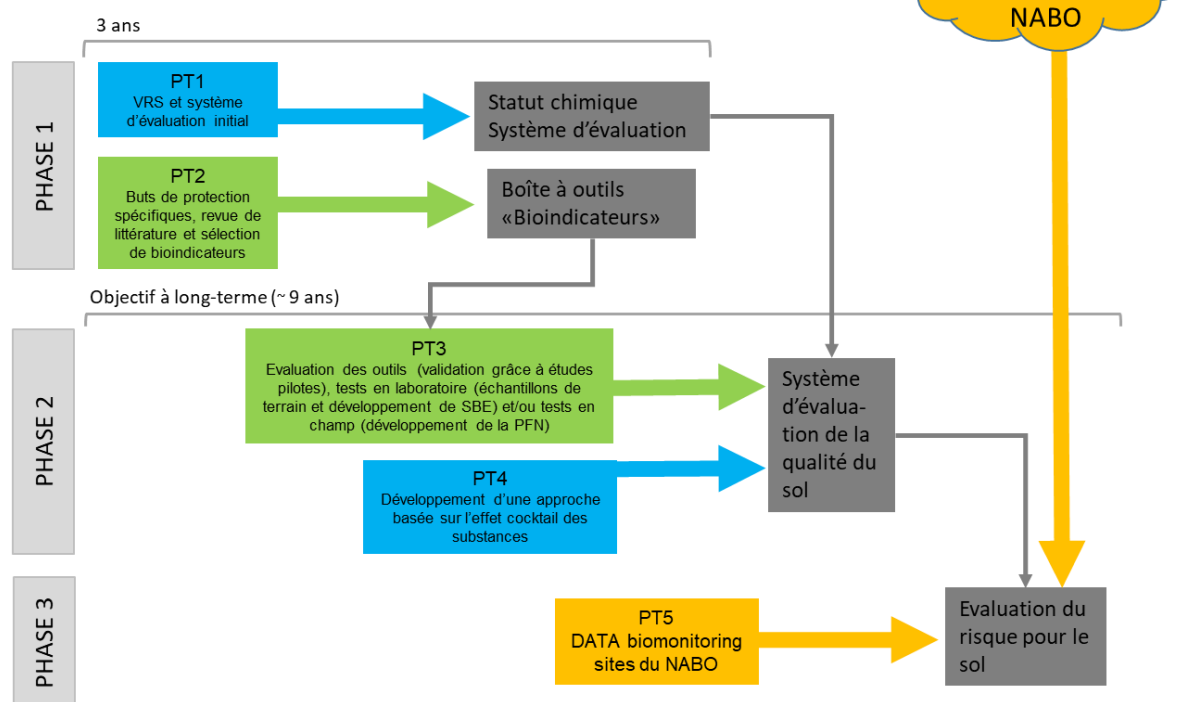 NABO
3 ans
PHASE 1
PT1
VRS et système
d'évaluation initial
Statut chimique
Système d'évaluation
PT2
Buts de protection
spécifiques, revue de
littérature et sélection
de bioindicateurs
Boîte à outils
«Bioindicateurs»
Objectif à long-terme (~ 9 ans)
PHASE 2
PT3
Evaluation des outils (validation grâce à études
pilotes), tests en laboratoire (échantillons de
terrain et développement de SBE) et/ou tests en
champ (développement de la PFN)
Système
d'évalua-
tion de la
qualité du
sol
PT4
Développement d'une approche
basée sur l'effet cocktail des
substances
PHASE 3
PT5
DATA biomonitoring
sites du NABO
Evaluation du
risque pour le
sol